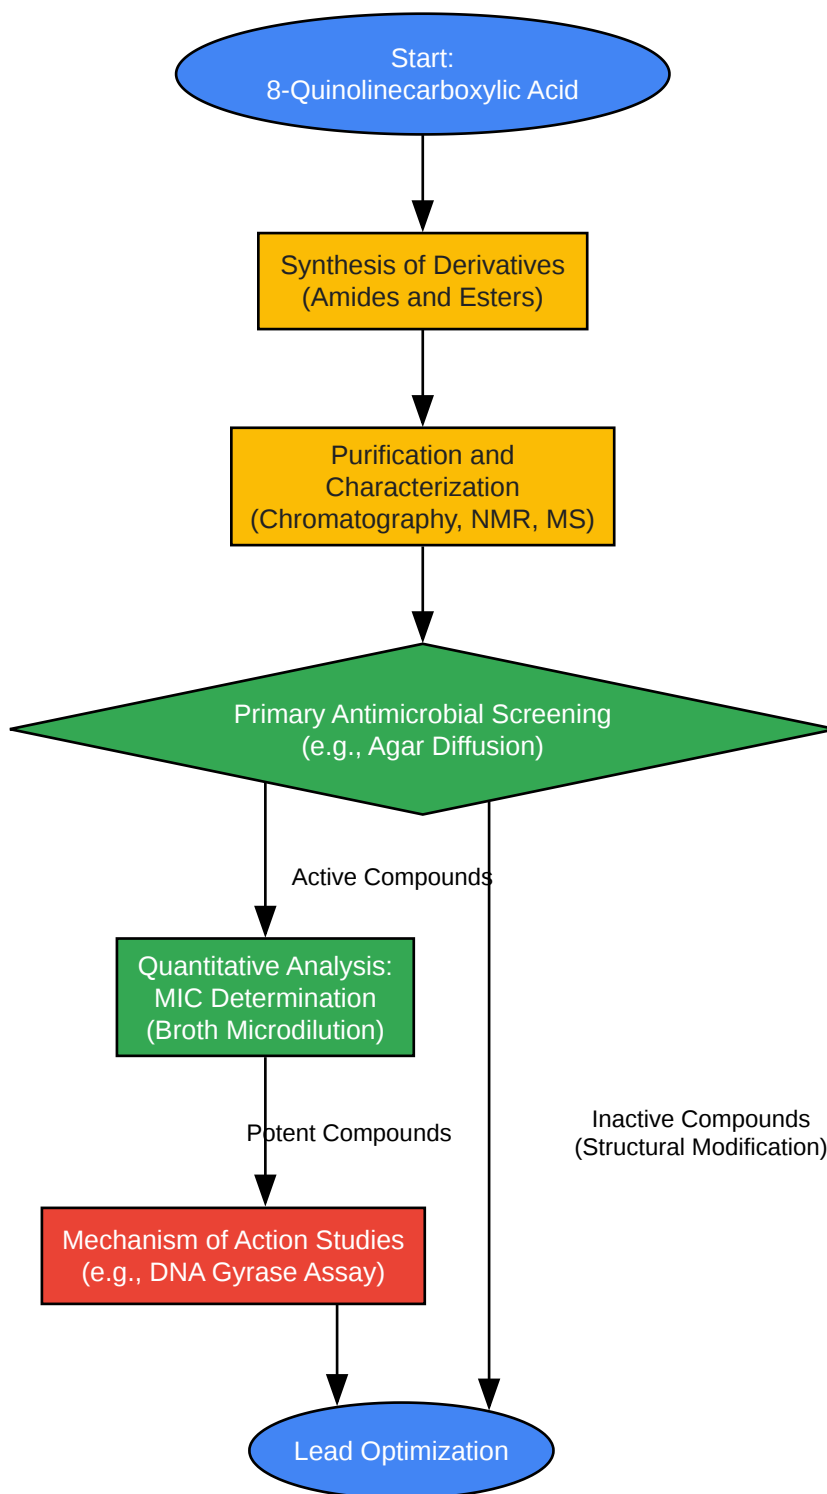 Start:
8-Quinolinecarboxylic Acid
Synthesis of Derivatives
(Amides and Esters)
Purification and
Characterization
(Chromatography, NMR, MS)
Primary Antimicrobial Screening
(e.g., Agar Diffusion)
Active Compounds
Quantitative Analysis:
MIC Determination
(Broth Microdilution)
Potent Compounds
Inactive Compounds
(Structural Modification)
Mechanism of Action Studies
(e.g., DNA Gyrase Assay)
Lead Optimization